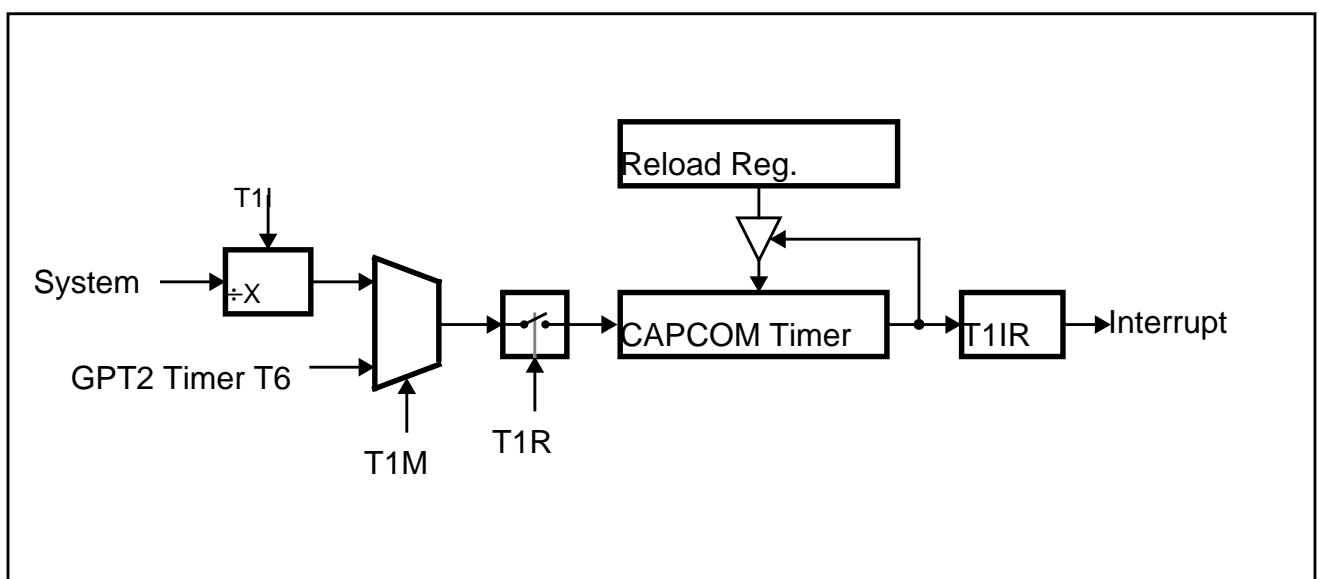 Reload Reg.
T1I
System
÷X
CAPCOM Timer
T1IR
Interrupt
GPT2 Timer T6
T1R
T1M